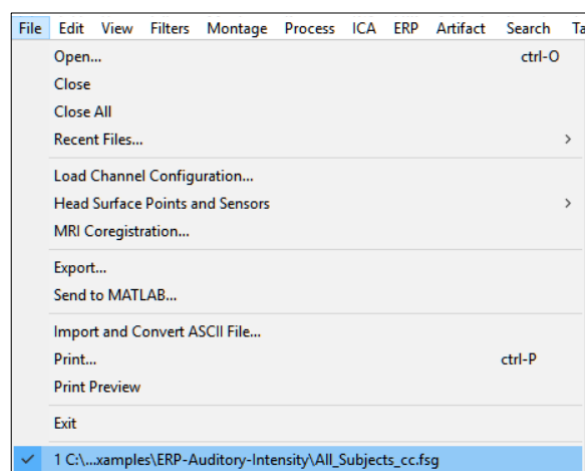 File Edit View Filters Montage Process ICA ERP Artifact Search Ta
Open... ctrl-O
Close
Close All
Recent Files...
Load Channel Configuration...
Head Surface Points and Sensors
MRI Coregistration...
Export...
Send to MATLAB...
Import and Convert ASCII File...
Print... ctrl-P
Print Preview
Exit
1 C:\...xamples\ERP-Auditory-Intensity\All_Subjects_cc.fsg